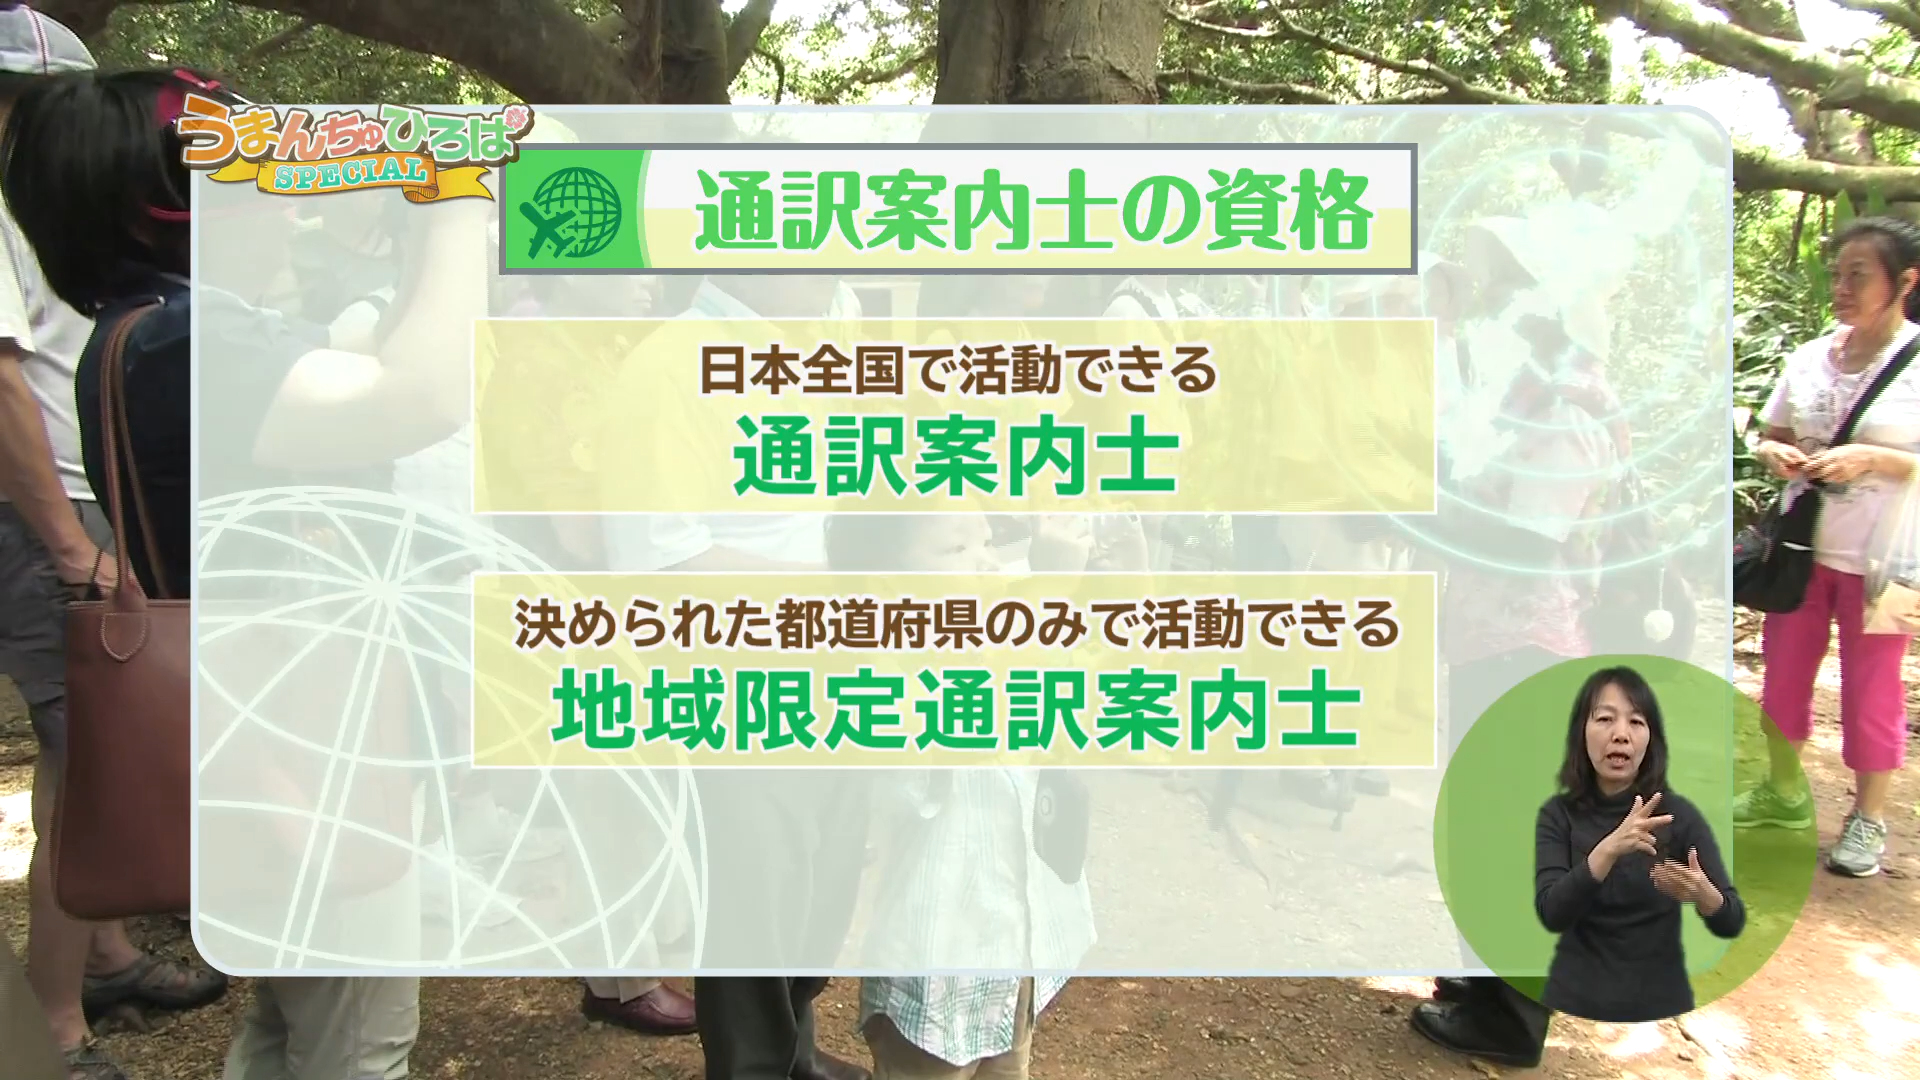 うまんちゅひろば
SPECIAL
通訳案内士の資格
日本全国で活動できる
通訳案内士
決められた都道府県のみで活動できる
地域限定通訳案内士